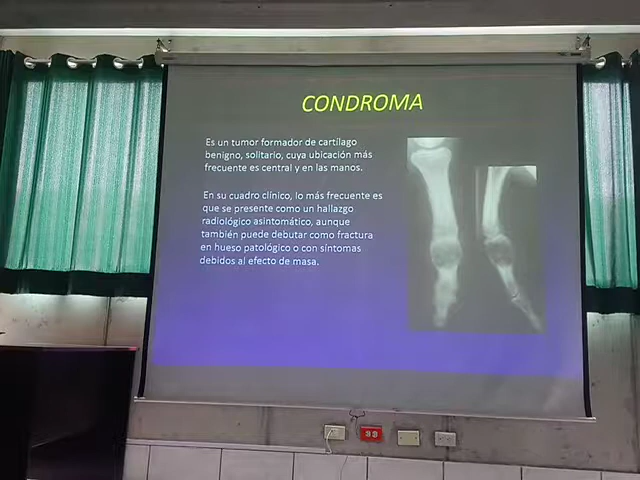 CONDROMA
Es un tumor formador de cartílago
benigno, solitario, cuya ubicación más
frecuente es central y en las manos.
En su cuadro clínico, lo más frecuente es
que se presente como un hallazgo
radiológico asintomático, aunque
también puede debutar como fractura
en hueso patológico o con síntomas
debidos al efecto de masa.